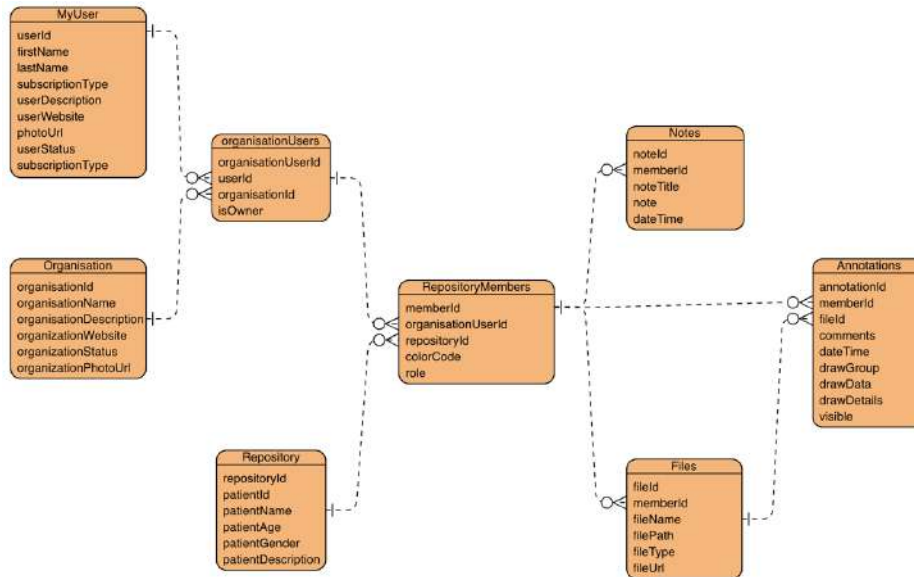 MyUser
userId
firstName
lastName
subscriptionType
userDescription
userWebsite
photoUrl
userStatus
subscriptionType
organisationUsers
organisationUserId
userId
organisationId
isOwner
Organisation
organisationId
organisationName
organisationDescription
organizationWebsite
organizationStatus
organizationPhotoUrl
RepositoryMembers
memberId
organisationUserId
repositoryId
colorCode
role
Repository
repositoryId
patientId
patientName
patientAge
patientGender
patientDescription
Notes
noteId
memberId
noteTitle
note
dateTime
Annotations
annotationId
memberId
fileId
comments
dateTime
drawGroup
drawData
drawDetails
visible
Files
fileId
memberId
fileName
filePath
fileType
fileUrl